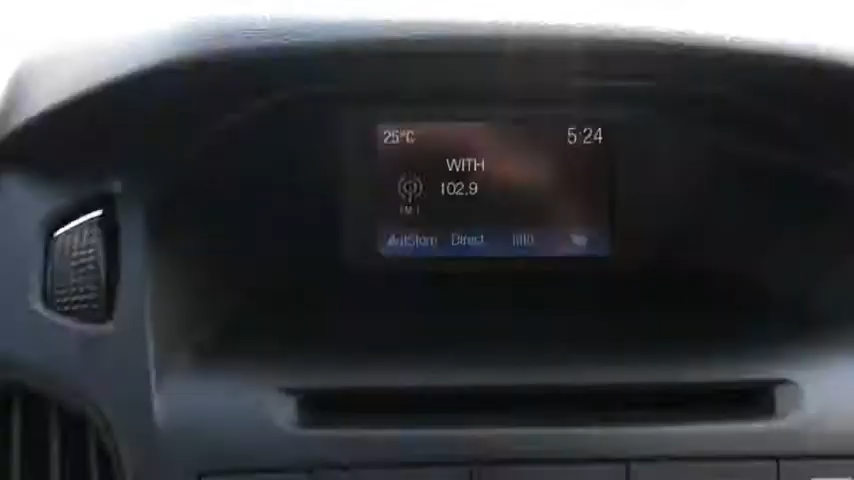 25°C 5:24
WITH
102.9
FM 1
AutoStore Direct Info